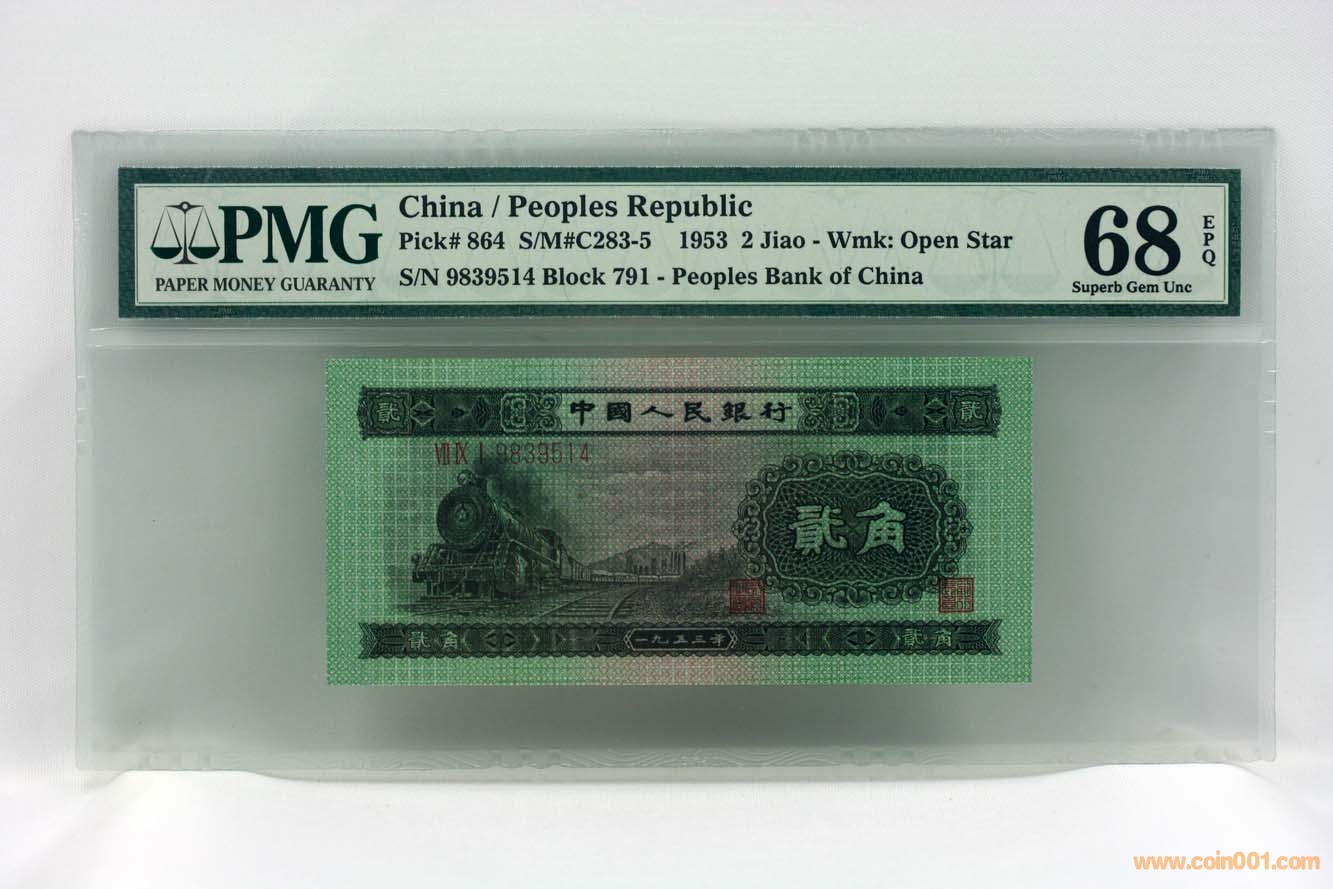 PMG
PAPER MONEY GUARANTY
China / Peoples Republic
Pick# 864 S/M#C283-5 1953 2 Jiao - Wmk: Open Star
S/N 9839514 Block 791 - Peoples Bank of China
68
EPQ
Superb Gem Unc
貳 中國人民銀行 貳
VII IX I 9839514
貳角
貳角 一九五三年 貳角
www.coin001.com